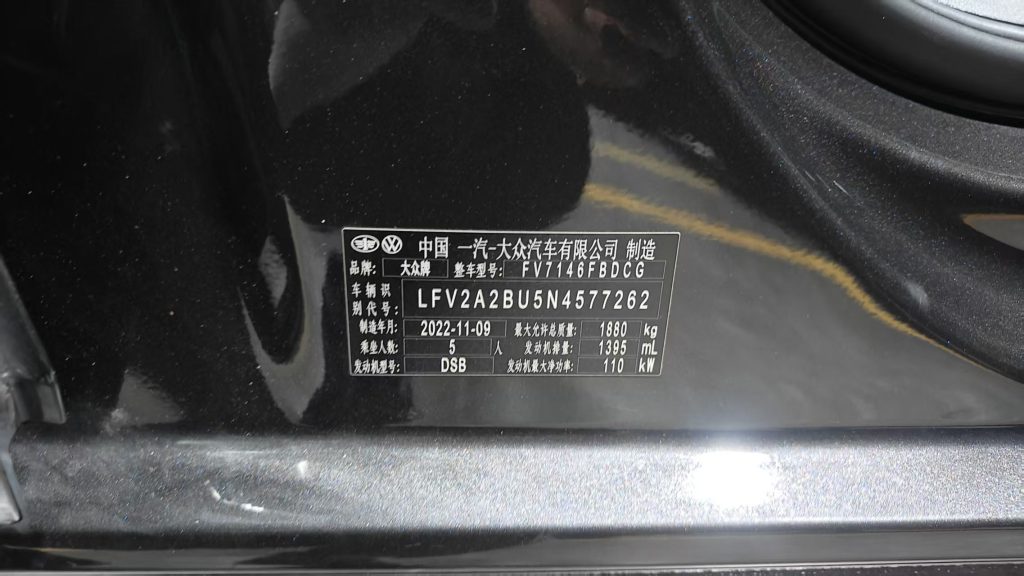 中国 一汽-大众汽车有限公司 制造
品牌: 大众牌 整车型号: FV7146FBDCG
车辆识别代号: LFV2A2BU5N4577262
制造年月: 2022-11-09 最大允许总质量: 1880 kg
乘坐人数: 5 人 发动机排量: 1395 mL
发动机型号: DSB 发动机最大净功率: 110 kW